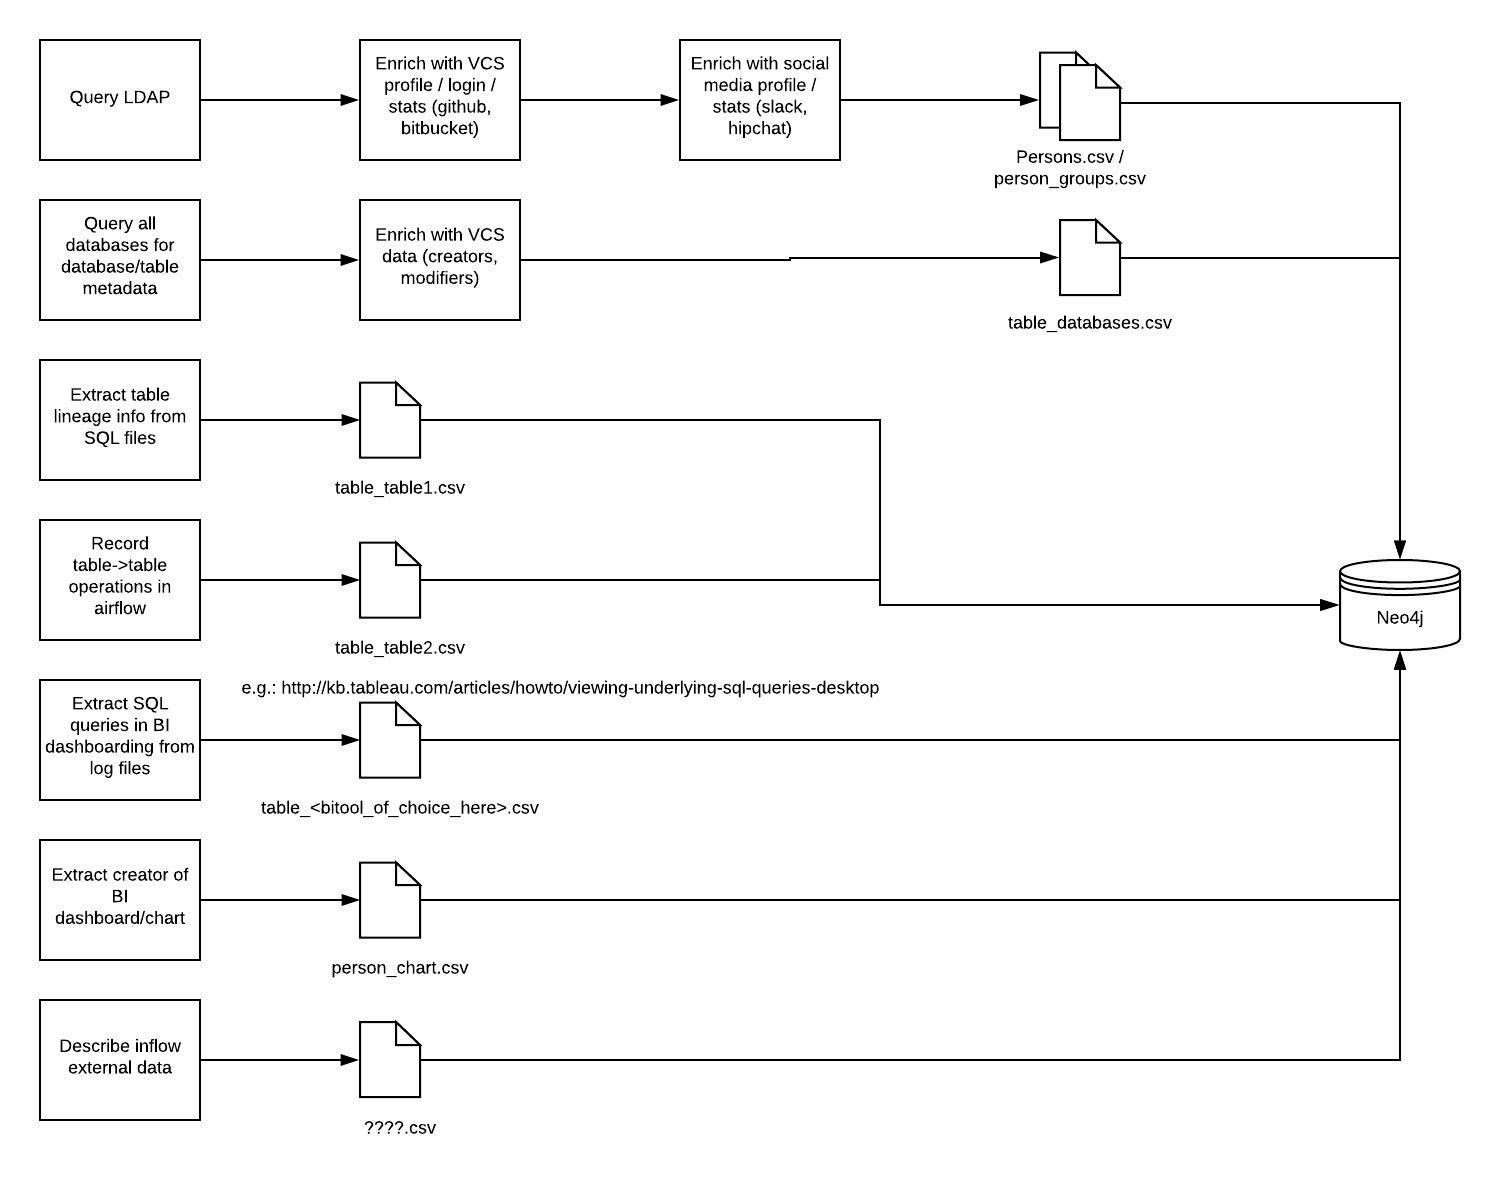 Query LDAP
Enrich with VCS
profile / login /
stats (github,
bitbucket)
Enrich with social
media profile /
stats (slack,
hipchat)
Persons.csv /
person_groups.csv
Query all
databases for
database/table
metadata
Enrich with VCS
data (creators,
modifiers)
table_databases.csv
Extract table
lineage info from
SQL files
table_table1.csv
Record
table->table
operations in
airflow
table_table2.csv
Neo4j
e.g.: http://kb.tableau.com/articles/howto/viewing-underlying-sql-queries-desktop
Extract SQL
queries in BI
dashboarding from
log files
table_<bitool_of_choice_here>.csv
Extract creator of
BI
dashboard/chart
person_chart.csv
Describe inflow
external data
????.csv